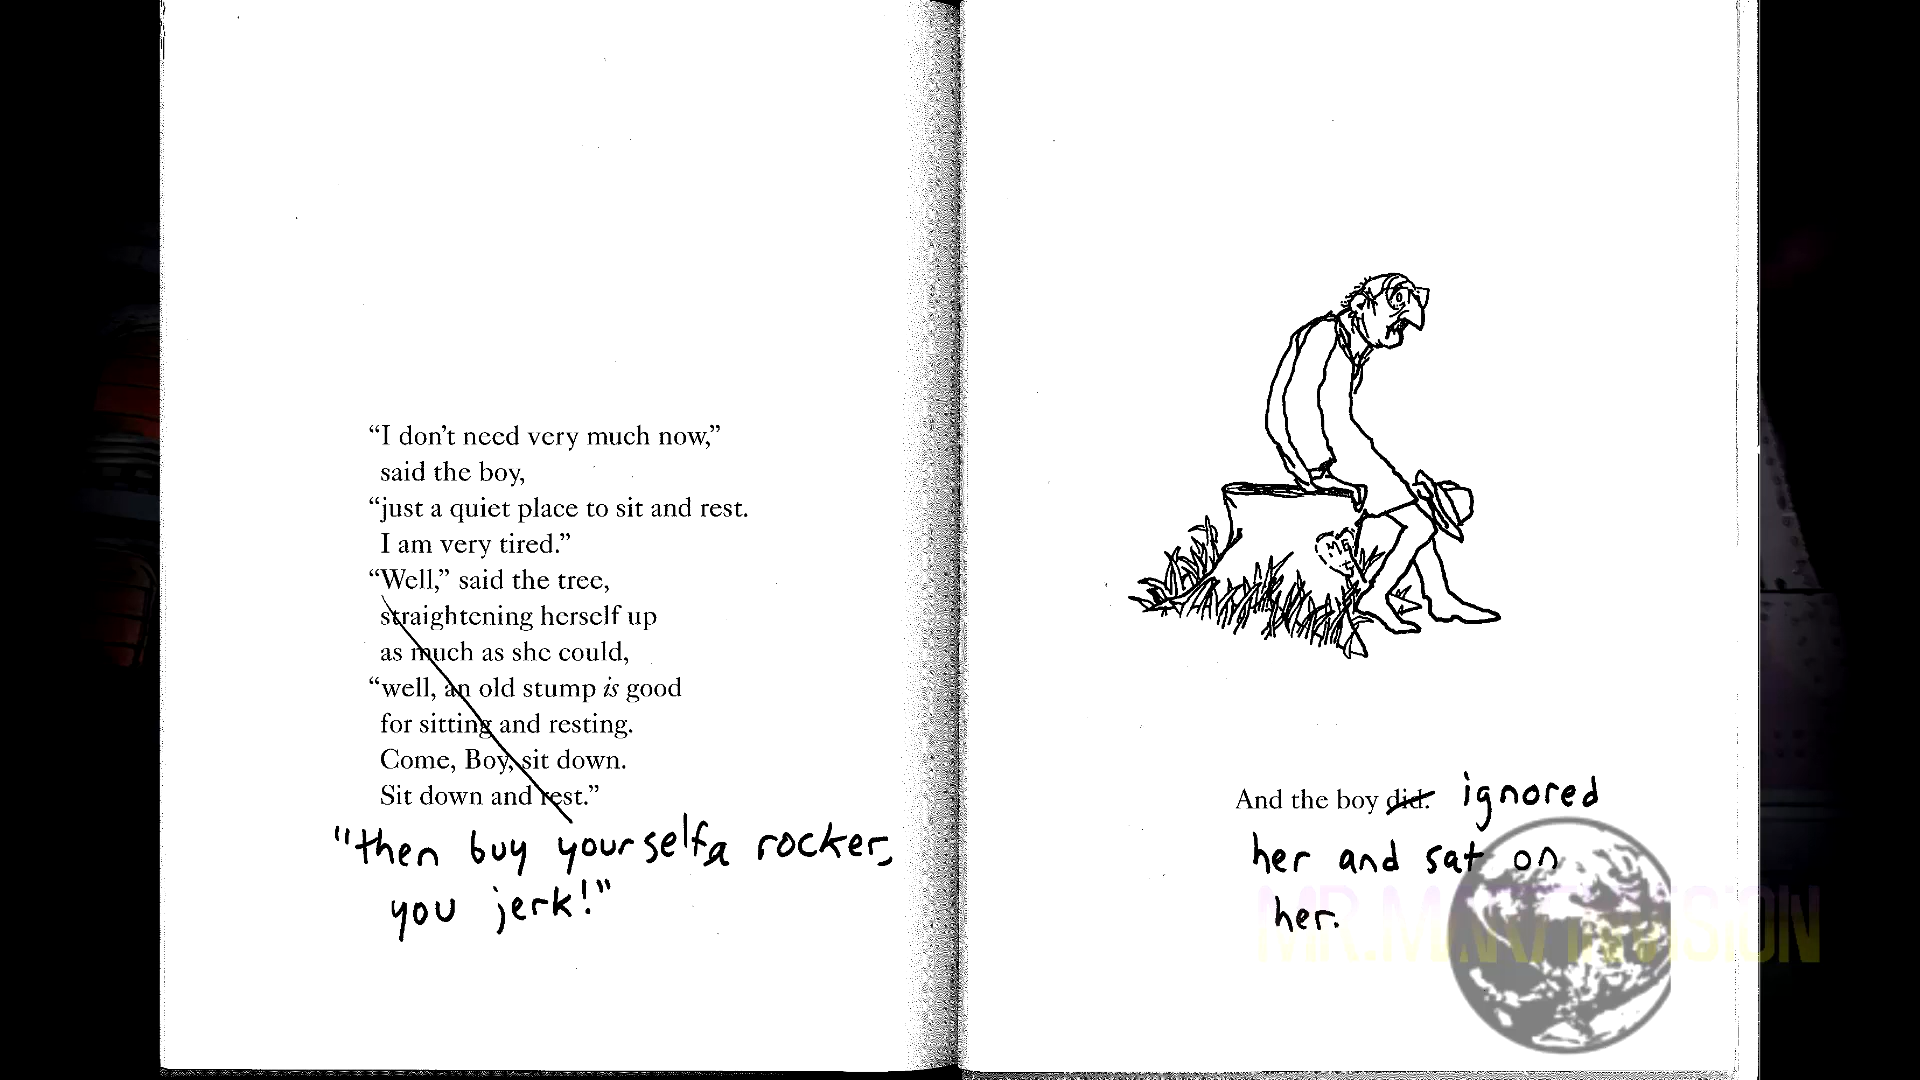 “I don’t need very much now,”
said the boy,
“just a quiet place to sit and rest.
I am very tired.”
“Well,” said the tree,
straightening herself up
as much as she could,
“well, an old stump is good
for sitting and resting.
Come, Boy, sit down.
Sit down and rest.”
"then buy yourself a rocker,
you jerk!"
ME
And the boy did. ignored
her and sat on
her.